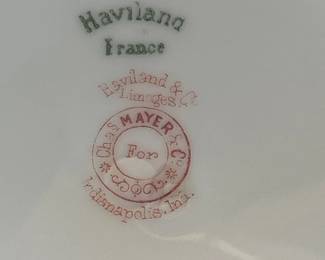 Haviland
France
Haviland & Co.
Limoges
Chas MAYER & Co.
For
Indianapolis, Ind.